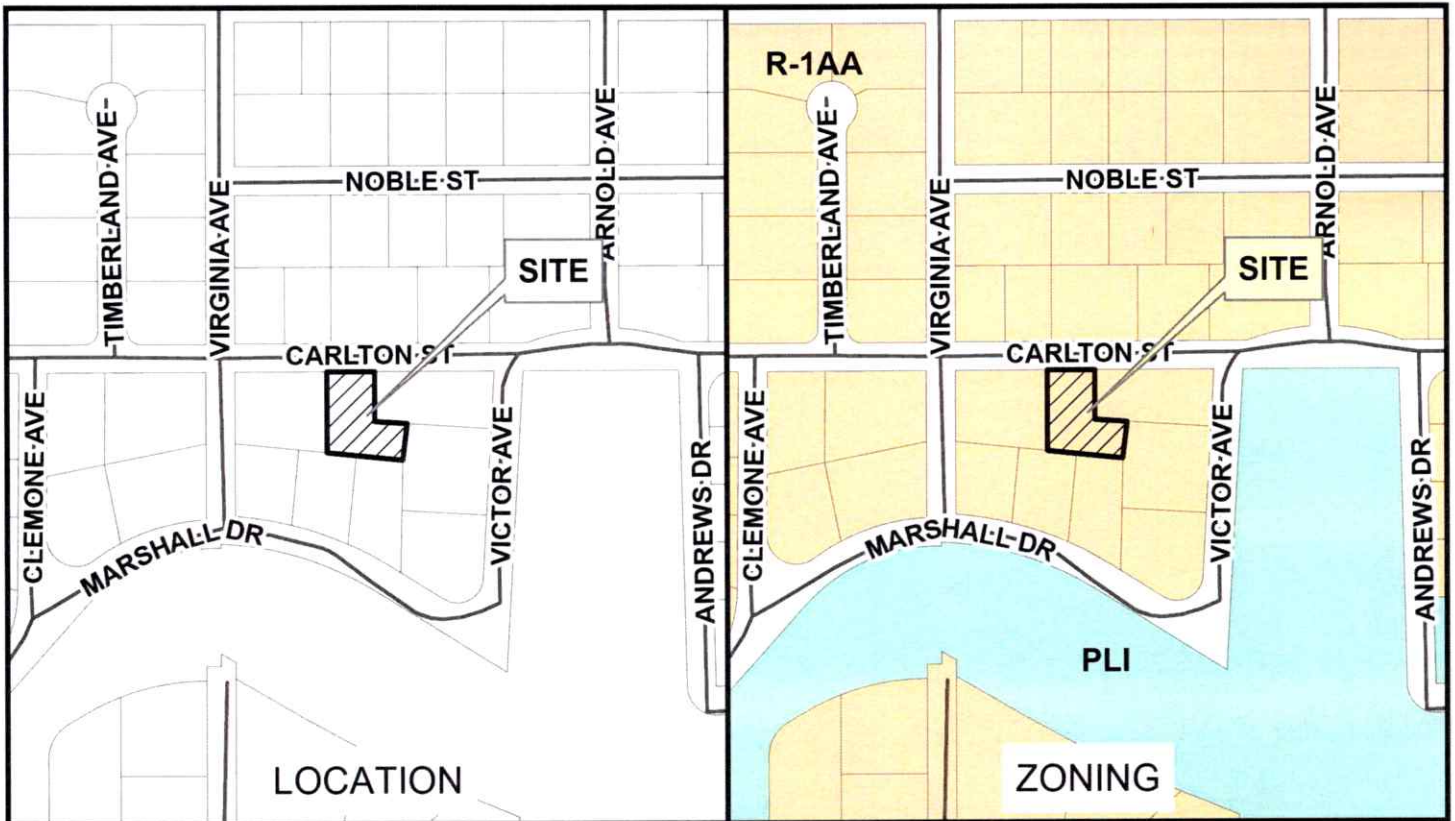 TIMBERLAND AVE
VIRGINIA AVE
ARNOLD AVE
NOBLE ST
SITE
CARLTON ST
CLEMONE AVE
VICTOR AVE
MARSHALL DR
ANDREWS DR
LOCATION
R-1AA
TIMBERLAND AVE
VIRGINIA AVE
ARNOLD AVE
NOBLE ST
SITE
CARLTON ST
CLEMONE AVE
VICTOR AVE
MARSHALL DR
ANDREWS DR
PLI
ZONING